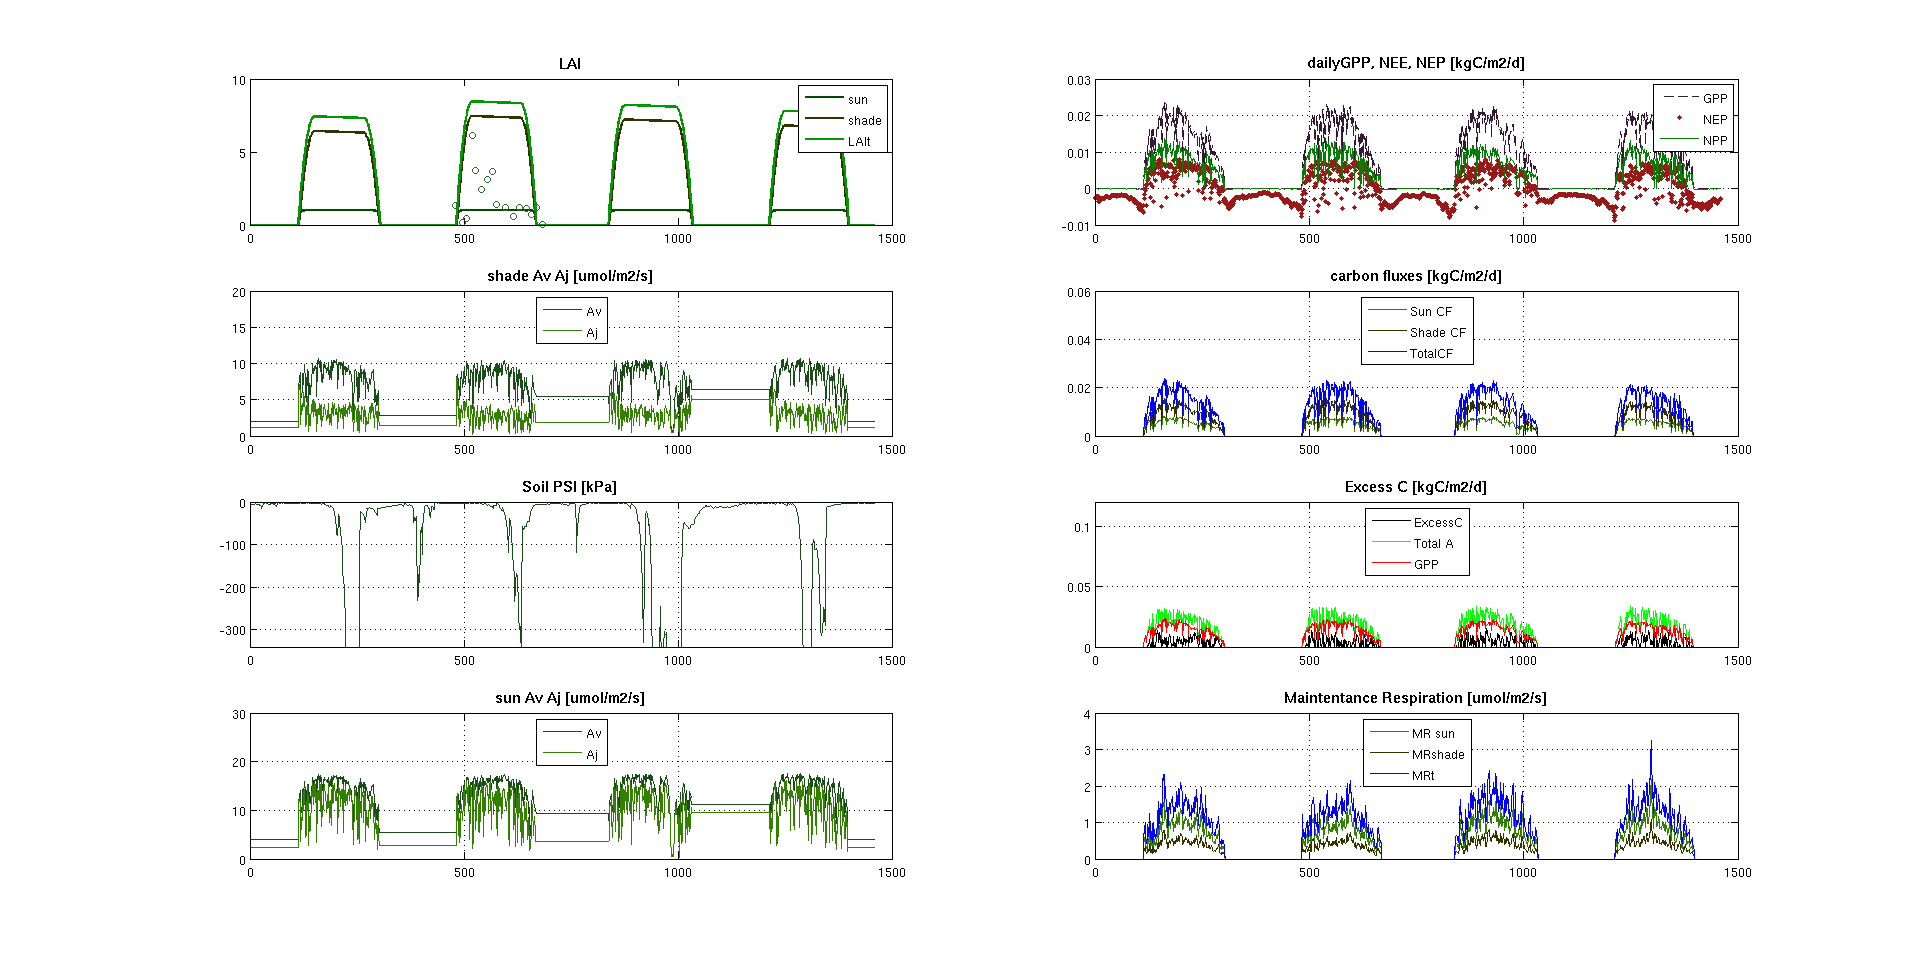 LAI
10
5
0
0
500
1000
1500
sun
shade
LAIt
dailyGPP, NEE, NEP [kgC/m2/d]
0.03
0.02
0.01
0
-0.01
0
500
1000
1500
GPP
NEP
NPP
shade Av Aj [umol/m2/s]
20
15
10
5
0
0
500
1000
1500
Av
Aj
carbon fluxes [kgC/m2/d]
0.06
0.04
0.02
0
0
500
1000
1500
Sun CF
Shade CF
TotalCF
Soil PSI [kPa]
0
-100
-200
-300
0
500
1000
1500
Excess C [kgC/m2/d]
0.1
0.05
0
0
500
1000
1500
ExcessC
Total A
GPP
sun Av Aj [umol/m2/s]
30
20
10
0
0
500
1000
1500
Av
Aj
Maintentance Respiration [umol/m2/s]
4
3
2
1
0
0
500
1000
1500
MR sun
MRshade
MRt